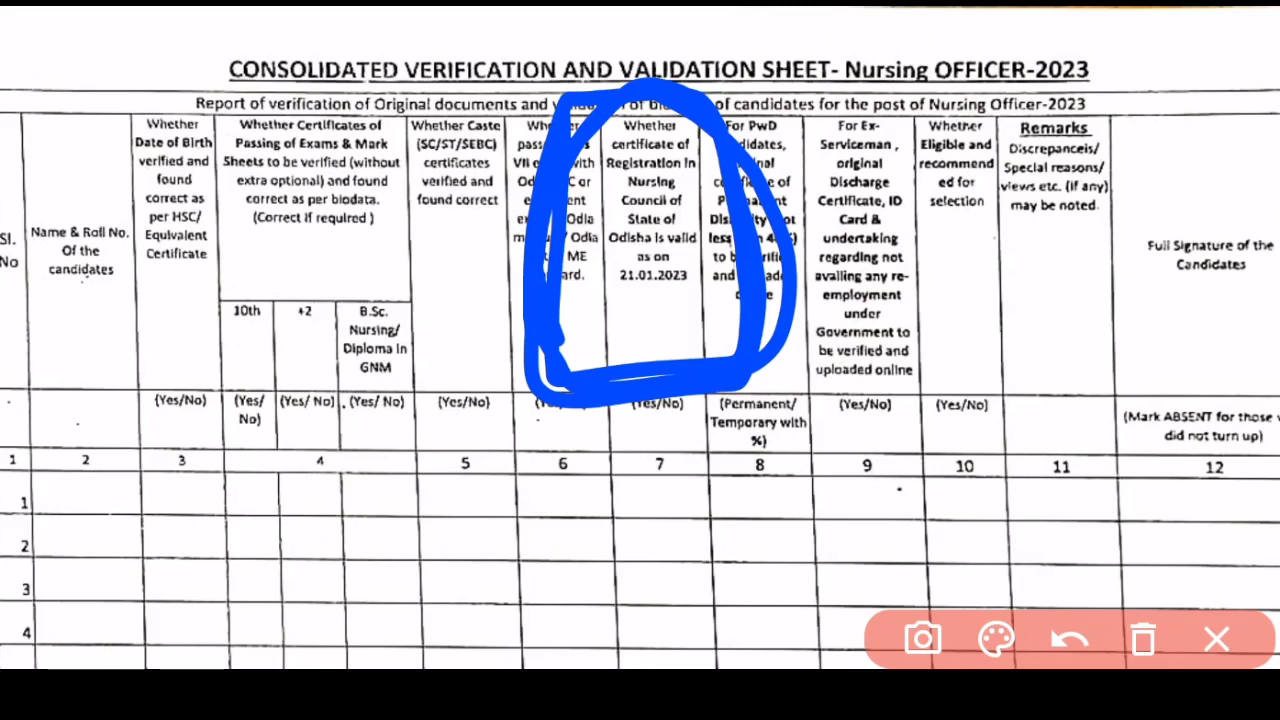 CONSOLIDATED VERIFICATION AND VALIDATION SHEET- Nursing OFFICER-2023
Report of verification of Original documents and of candidates for the post of Nursing Officer-2023
Sl.
No
Name & Roll No.
Of the
candidates
Whether
Date of Birth
verified and
found
correct as
per HSC/
Equivalent
Certificate
Whether Certificates of
Passing of Exams & Mark
Sheets to be verified (without
extra optional) and found
correct as per biodata.
(Correct if required )
10th
+2
B.Sc.
Nursing/
Diploma in
GNM
Whether Caste
(SC/ST/SEBC)
certificates
verified and
found correct
VII
Odia
Odia
ME
Whether
certificate of
Registration in
Nursing
Council of
State of
Odisha is valid
as on
21.01.2023
For PwD
of
to
and
For Ex-
Serviceman ,
original
Discharge
Certificate, ID
Card &
undertaking
regarding not
availing any re-
employment
under
Government to
be verified and
uploaded online
Whether
Eligible and
recommend
ed for
selection
Remarks
Discrepanceis/
Special reasons/
views etc. (if any)
may be noted.
Full Signature of the
Candidates
(Yes/No)
(Yes/
No)
(Yes/ No)
(Yes/ No)
(Yes/No)
(Yes/No)
(Yes/No)
(Permanent/
Temporary with
%)
(Yes/No)
(Yes/No)
(Mark ABSENT for those
did not turn up)
1 2 3 4 5 6 7 8 9 10 11 12
1
2
3
4